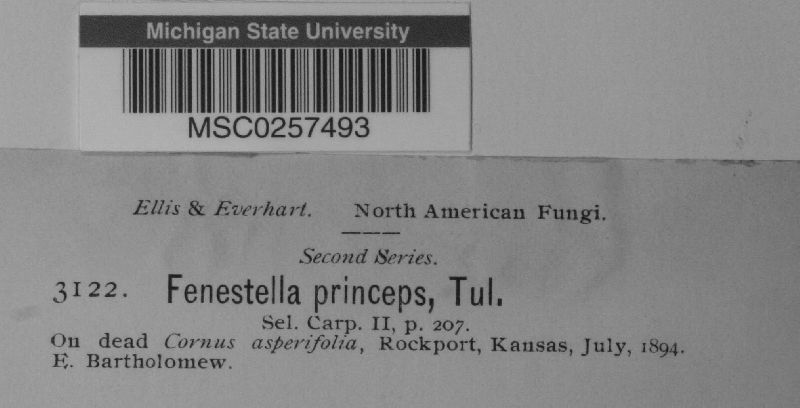 Michigan State University
MSC0257493
Ellis & Everhart. North American Fungi.
Second Series.
3122. Fenestella princeps, Tul.
Sel. Carp. II, p. 207.
On dead Cornus asperifolia, Rockport, Kansas, July, 1894.
E. Bartholomew.